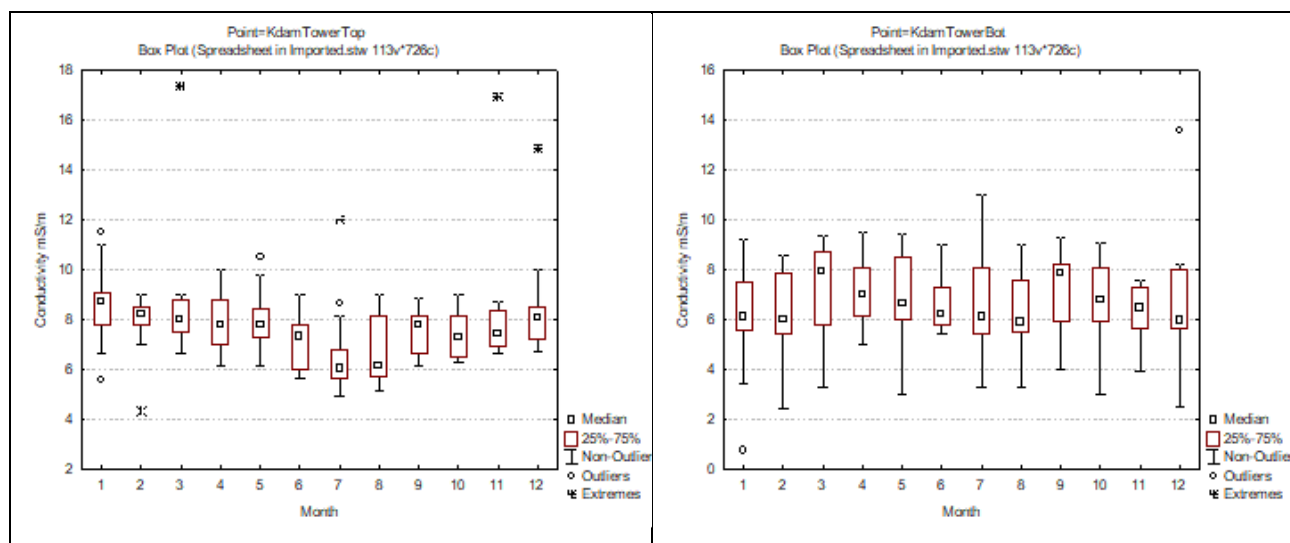 Point=KdamTowerTop
Box Plot (Spreadsheet in Imported.stw 113v*726c)
18
16
14
12
10
8
6
4
2
Conductivity mS/m
1 2 3 4 5 6 7 8 9 10 11 12
Month
Median
25%-75%
Non-Outlier
Outliers
Extremes
Point=KdamTowerBot
Box Plot (Spreadsheet in Imported.stw 113v*726c)
16
14
12
10
8
6
4
2
0
Conductivity mS/m
1 2 3 4 5 6 7 8 9 10 11 12
Month
Median
25%-75%
Non-Outlier
Outliers
Extremes